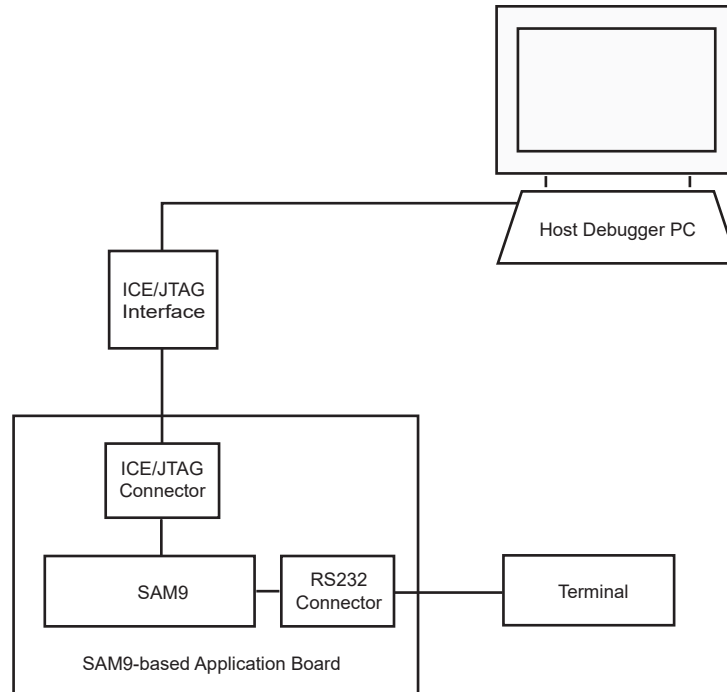 Host Debugger PC
ICE/JTAG
Interface
ICE/JTAG
Connector
SAM9
RS232
Connector
Terminal
SAM9-based Application Board